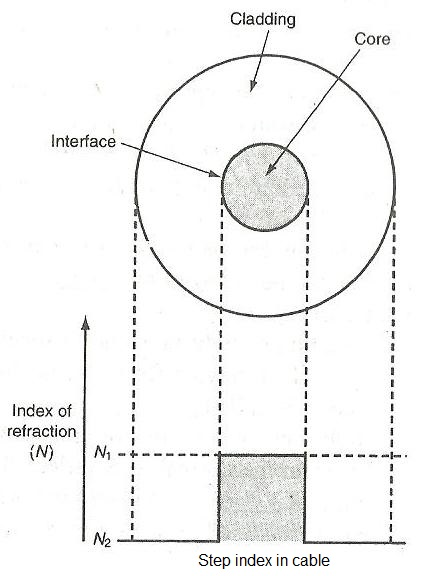 Cladding
Core
Interface
Index of
refraction
(N)
N₁
N₂
Step index in cable